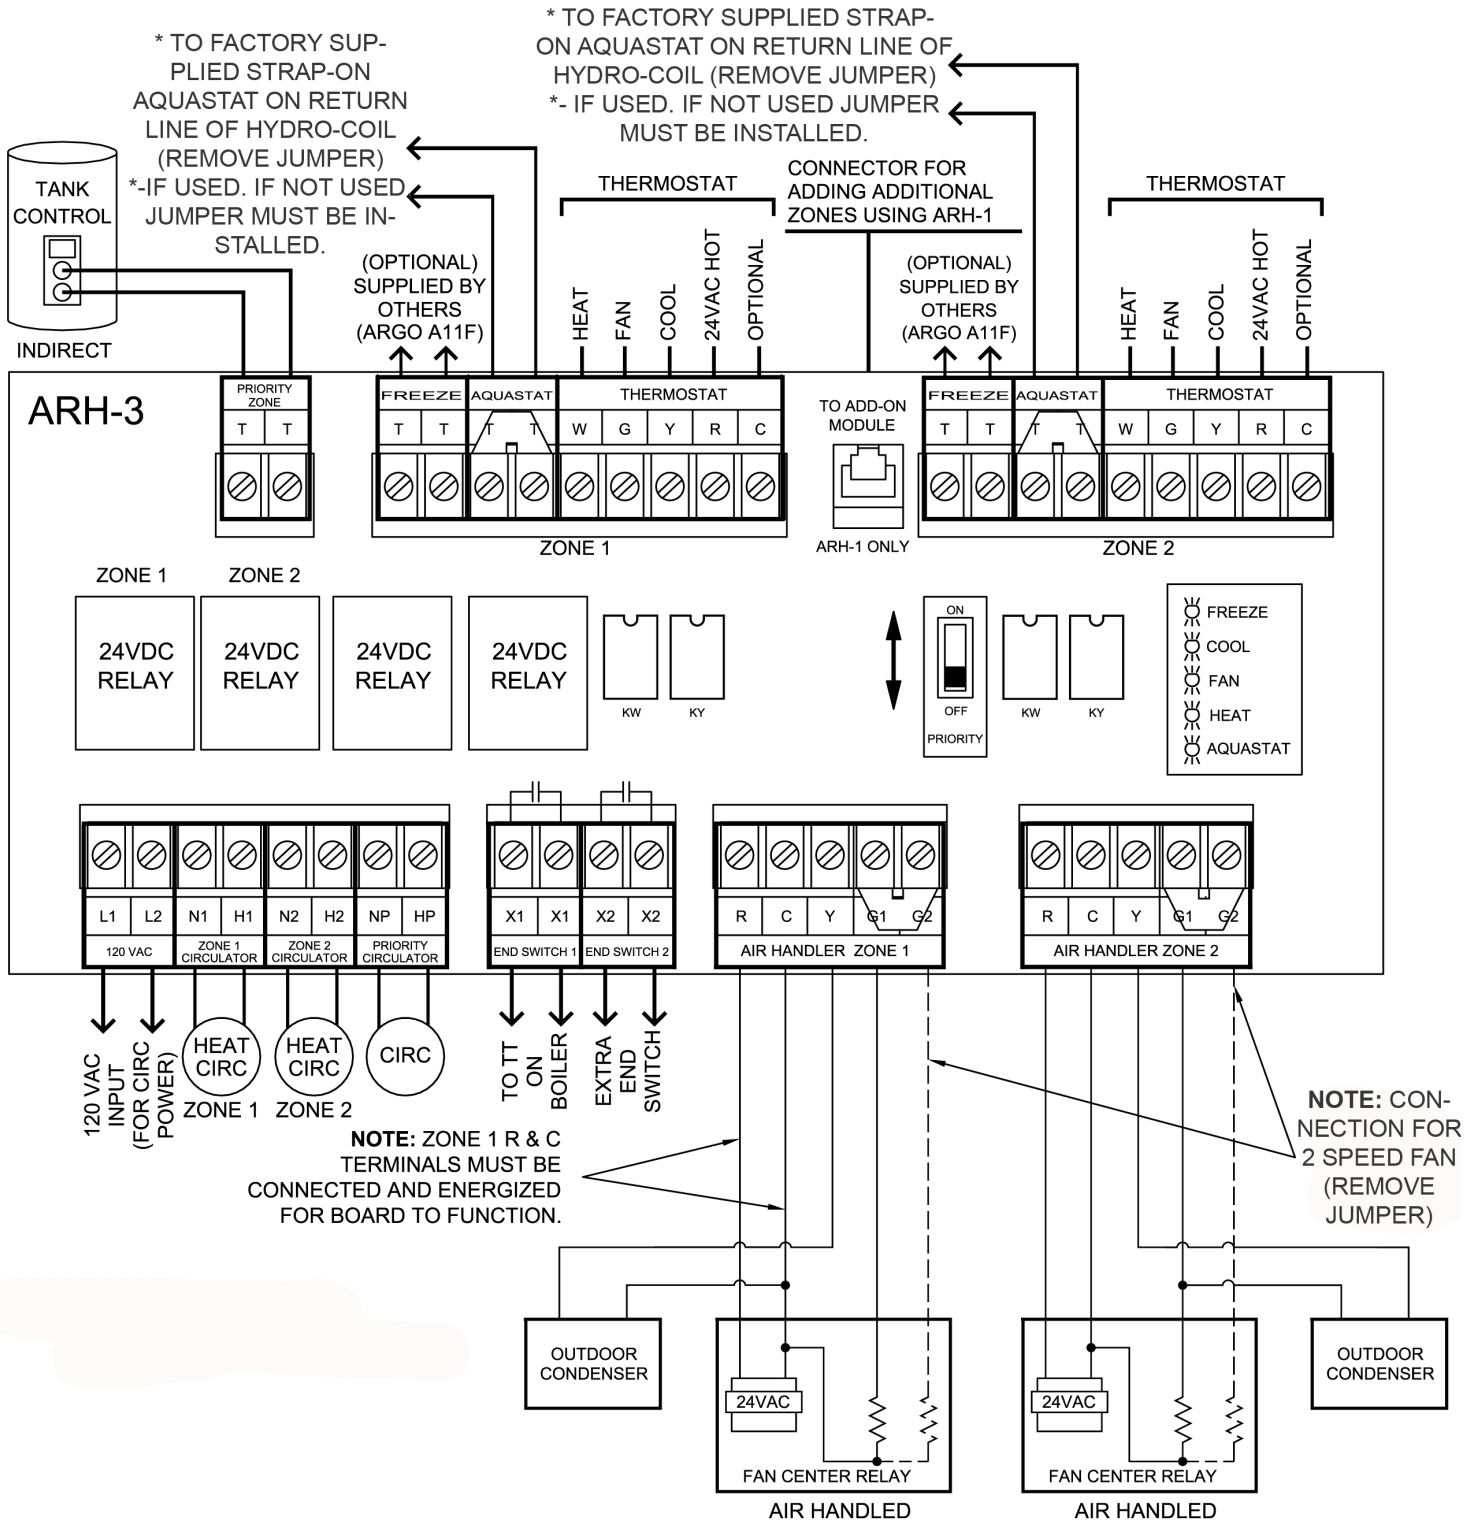 * TO FACTORY SUP-
PLIED STRAP-ON
AQUASTAT ON RETURN
LINE OF HYDRO-COIL
(REMOVE JUMPER)
*-IF USED. IF NOT USED
JUMPER MUST BE IN-
STALLED.
* TO FACTORY SUPPLIED STRAP-
ON AQUASTAT ON RETURN LINE OF
HYDRO-COIL (REMOVE JUMPER)
*- IF USED. IF NOT USED JUMPER
MUST BE INSTALLED.
TANK
CONTROL
INDIRECT
THERMOSTAT
CONNECTOR FOR
ADDING ADDITIONAL
ZONES USING ARH-1
THERMOSTAT
(OPTIONAL)
SUPPLIED BY
OTHERS
(ARGO A11F)
HEAT
FAN
COOL
24VAC HOT
OPTIONAL
(OPTIONAL)
SUPPLIED BY
OTHERS
(ARGO A11F)
HEAT
FAN
COOL
24VAC HOT
OPTIONAL
ARH-3
PRIORITY
ZONE
T T
FREEZE AQUASTAT THERMOSTAT
T T T T W G Y R C
ZONE 1
TO ADD-ON
MODULE
ARH-1 ONLY
FREEZE AQUASTAT THERMOSTAT
T T T T W G Y R C
ZONE 2
ZONE 1
ZONE 2
24VDC
RELAY
24VDC
RELAY
24VDC
RELAY
24VDC
RELAY
KW
KY
ON
OFF
PRIORITY
KW
KY
FREEZE
COOL
FAN
HEAT
AQUASTAT
L1 L2 N1 H1 N2 H2 NP HP
120 VAC
ZONE 1
CIRCULATOR
ZONE 2
CIRCULATOR
PRIORITY
CIRCULATOR
X1 X1 X2 X2
END SWITCH 1 END SWITCH 2
R C Y G1 G2
AIR HANDLER ZONE 1
R C Y G1 G2
AIR HANDLER ZONE 2
120 VAC
INPUT
(FOR CIRC
POWER)
HEAT
CIRC
ZONE 1
HEAT
CIRC
ZONE 2
CIRC
TO TT
ON
BOILER
EXTRA
END
SWITCH
NOTE: ZONE 1 R & C
TERMINALS MUST BE
CONNECTED AND ENERGIZED
FOR BOARD TO FUNCTION.
NOTE: CON-
NECTION FOR
2 SPEED FAN
(REMOVE
JUMPER)
OUTDOOR
CONDENSER
24VAC
FAN CENTER RELAY
AIR HANDLED
24VAC
FAN CENTER RELAY
AIR HANDLED
OUTDOOR
CONDENSER